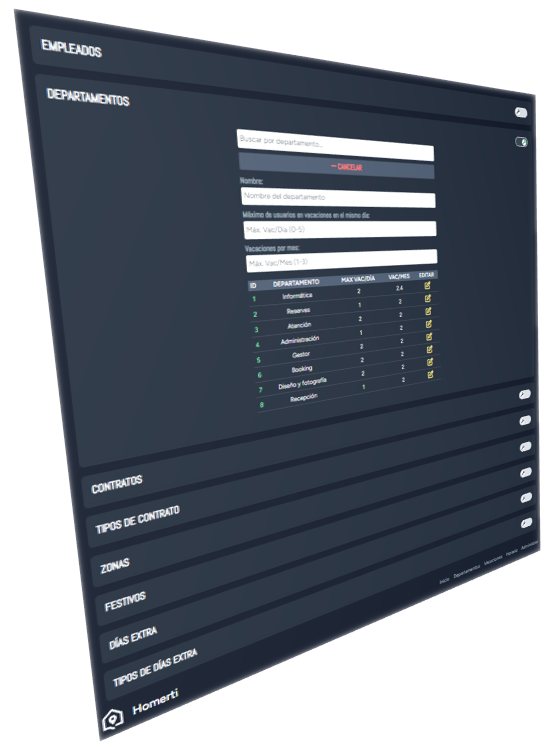 EMPLEADOS
DEPARTAMENTOS
Buscar por departamento...
— CANCELAR
Nombre:
Nombre del departamento
Máximo de usuarios en vacaciones en el mismo día:
Máx. Vac/Día (0-5)
Vacaciones por mes:
Máx. Vac/Mes (1-3)
ID DEPARTAMENTO MAX VAC/DÍA VAC/MES EDITAR
1 Informática 2 2,4
2 Reservas 1 2
3 Atención 2 2
4 Administración 1 2
5 Gestor 2 2
6 Booking 2 2
7 Diseño y fotografía 2 2
8 Recepción 1 2
CONTRATOS
TIPOS DE CONTRATO
ZONAS
FESTIVOS
DÍAS EXTRA
TIPOS DE DÍAS EXTRA
Homerti
Inicio Departamentos Vacaciones Horario